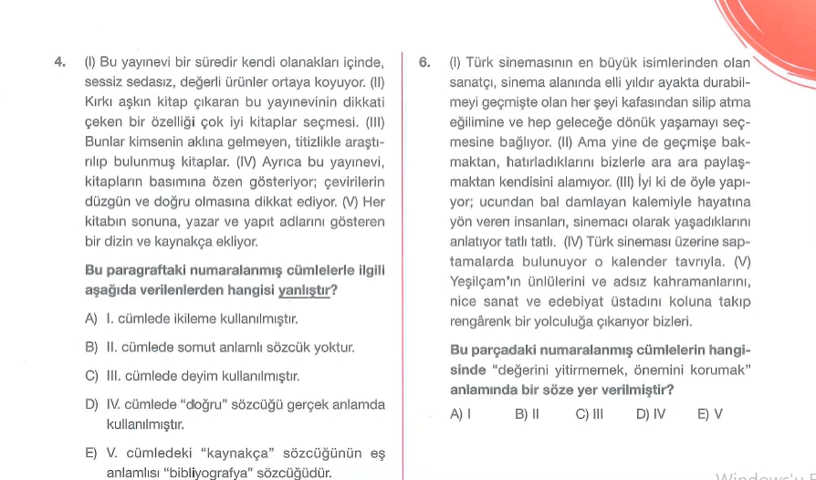 4. (I) Bu yayınevi bir süredir kendi olanakları içinde,
sessiz sedasız, değerli ürünler ortaya koyuyor. (II)
Kırkı aşkın kitap çıkaran bu yayınevinin dikkati
çeken bir özelliği çok iyi kitaplar seçmesi. (III)
Bunlar kimsenin aklına gelmeyen, titizlikle araştı-
rılıp bulunmuş kitaplar. (IV) Ayrıca bu yayınevi,
kitapların basımına özen gösteriyor; çevirilerin
düzgün ve doğru olmasına dikkat ediyor. (V) Her
kitabın sonuna, yazar ve yapıt adlarını gösteren
bir dizin ve kaynakça ekliyor.
Bu paragraftaki numaralanmış cümlelerle ilgili
aşağıda verilenlerden hangisi yanlıştır?
A) I. cümlede ikileme kullanılmıştır.
B) II. cümlede somut anlamlı sözcük yoktur.
C) III. cümlede deyim kullanılmıştır.
D) IV. cümlede “doğru” sözcüğü gerçek anlamda
kullanılmıştır.
E) V. cümledeki “kaynakça” sözcüğünün eş
anlamlısı “bibliyografya” sözcüğüdür.
6. (I) Türk sinemasının en büyük isimlerinden olan
sanatçı, sinema alanında elli yıldır ayakta durabil-
meyi geçmişte olan her şeyi kafasından silip atma
eğilimine ve hep geleceğe dönük yaşamayı seç-
mesine bağlıyor. (II) Ama yine de geçmişe bak-
maktan, hatırladıklarını bizlerle ara ara paylaş-
maktan kendisini alamıyor. (III) İyi ki de öyle yapı-
yor; ucundan bal damlayan kalemiyle hayatına
yön veren insanları, sinemacı olarak yaşadıklarını
anlatıyor tatlı tatlı. (IV) Türk sineması üzerine sap-
tamalarda bulunuyor o kalender tavrıyla. (V)
Yeşilçam'ın ünlülerini ve adsız kahramanlarını,
nice sanat ve edebiyat üstadını koluna takıp
rengârenk bir yolculuğa çıkarıyor bizleri.
Bu parçadaki numaralanmış cümlelerin hangi-
sinde “değerini yitirmemek, önemini korumak”
anlamında bir söze yer verilmiştir?
A) I B) II C) III D) IV E) V